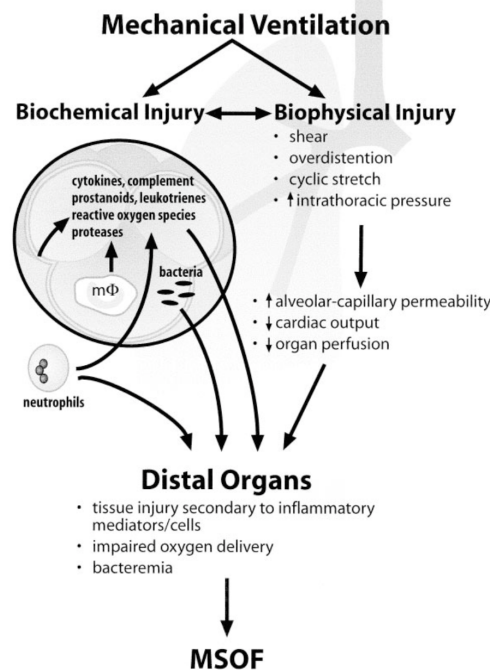 Mechanical Ventilation
Biochemical Injury
Biophysical Injury
• shear
• overdistention
• cyclic stretch
• ↑ intrathoracic pressure
cytokines, complement
prostanoids, leukotrienes
reactive oxygen species
proteases
mΦ
bacteria
neutrophils
• ↑ alveolar-capillary permeability
• ↓ cardiac output
• ↓ organ perfusion
Distal Organs
• tissue injury secondary to inflammatory
mediators/cells
• impaired oxygen delivery
• bacteremia
MSOF